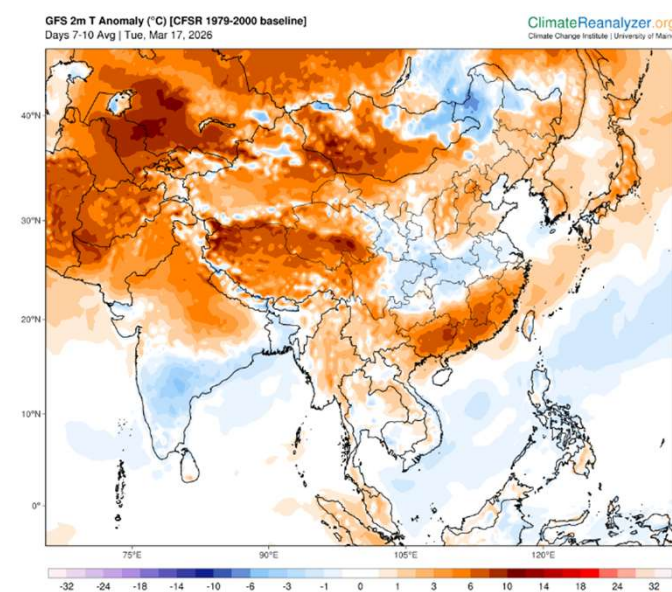 GFS 2m T Anomaly (°C) [CFSR 1979-2000 baseline]
Days 7-10 Avg | Tue, Mar 17, 2026
ClimateReanalyzer.org
Climate Change Institute | University of Main
40°N
30°N
20°N
10°N
0°
75°E
90°E
105°E
120°E
-32 -24 -18 -14 -10 -6 -3 -1 0 1 3 6 10 14 18 24 32